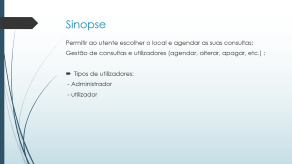 Sinopse
Permitir ao utente escolher o local e agendar as suas consultas;
Gestão de consultas e utilizadores (agendar, alterar, apagar, etc.) ;
Tipos de utilizadores:
- Administrador
- utilizador